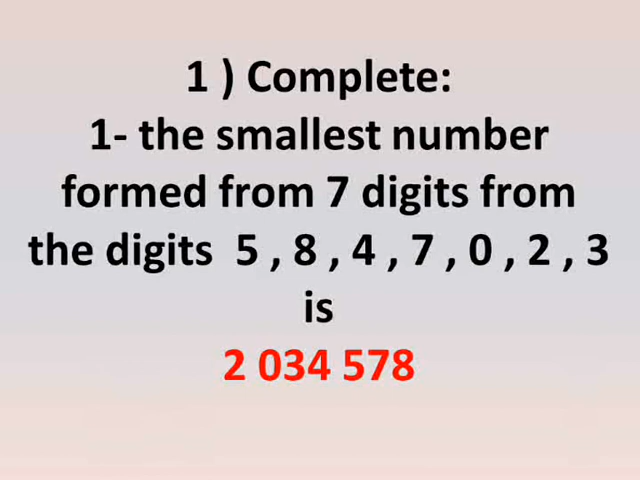 1 ) Complete:
1- the smallest number
formed from 7 digits from
the digits  5 , 8 , 4 , 7 , 0 , 2 , 3
is
2 034 578